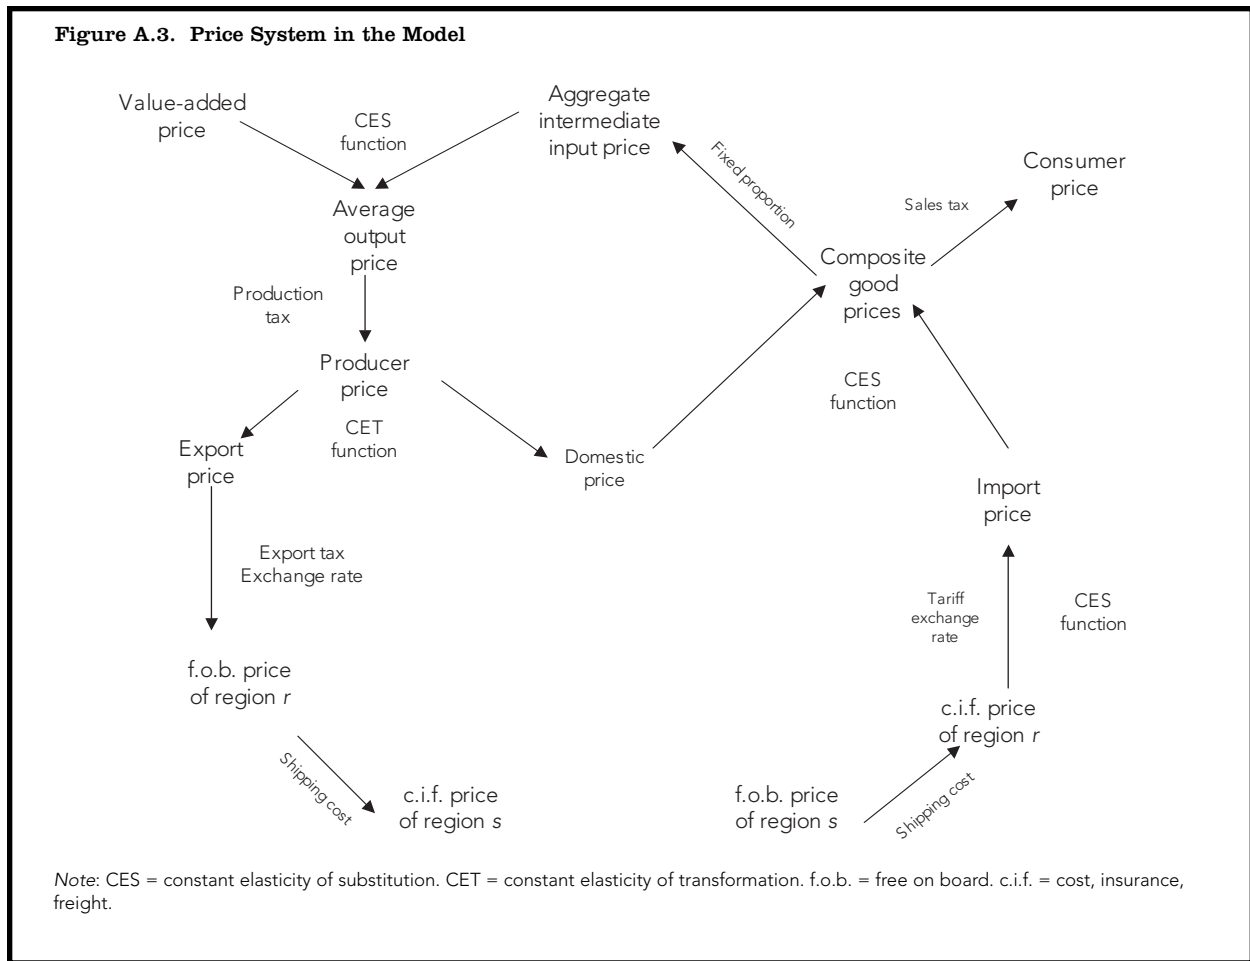 Figure A.3. Price System in the Model
Value-added
price
CES
function
Aggregate
intermediate
input price
Fixed proportion
Consumer
price
Sales tax
Average
output
price
Composite
good
prices
Production
tax
Producer
price
CES
function
CET
function
Export
price
Domestic
price
Import
price
Export tax
Exchange rate
Tariff
exchange
rate
CES
function
f.o.b. price
of region r
c.i.f. price
of region r
Shipping cost
c.i.f. price
of region s
f.o.b. price
of region s
Shipping cost
Note: CES = constant elasticity of substitution. CET = constant elasticity of transformation. f.o.b. = free on board. c.i.f. = cost, insurance,
freight.